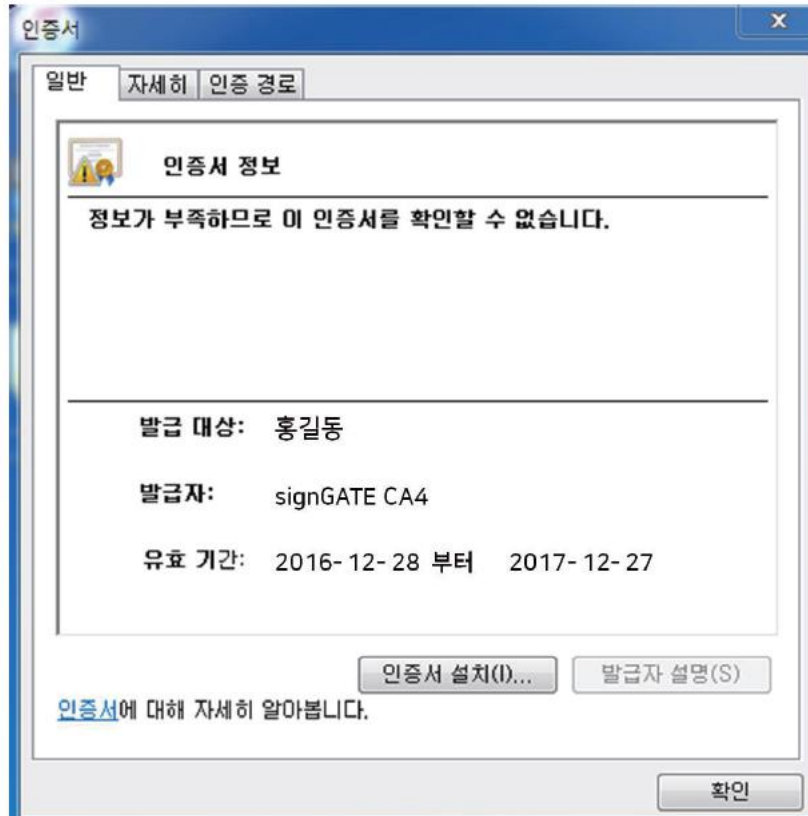 인증서
일반 자세히 인증 경로
인증서 정보
정보가 부족하므로 이 인증서를 확인할 수 없습니다.
발급 대상: 홍길동
발급자: signGATE CA4
유효 기간: 2016-12-28 부터 2017-12-27
인증서 설치(I)... 발급자 설명(S)
인증서에 대해 자세히 알아봅니다.
확인